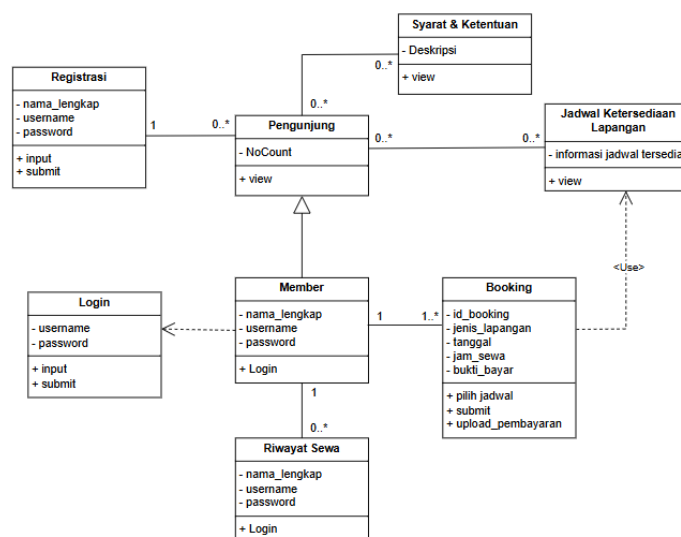 Syarat & Ketentuan
- Deskripsi
+ view
0..*
0..*
Registrasi
- nama_lengkap
- username
- password
+ input
+ submit
1
0..*
Pengunjung
- NoCount
+ view
0..*
0..*
Jadwal Ketersediaan
Lapangan
- informasi jadwal tersedia
+ view
<Use>
Login
- username
- password
+ input
+ submit
Member
- nama_lengkap
- username
- password
+ Login
1
1..*
Booking
- id_booking
- jenis_lapangan
- tanggal
- jam_sewa
- bukti_bayar
+ pilih jadwal
+ submit
+ upload_pembayaran
1
0..*
Riwayat Sewa
- nama_lengkap
- username
- password
+ Login